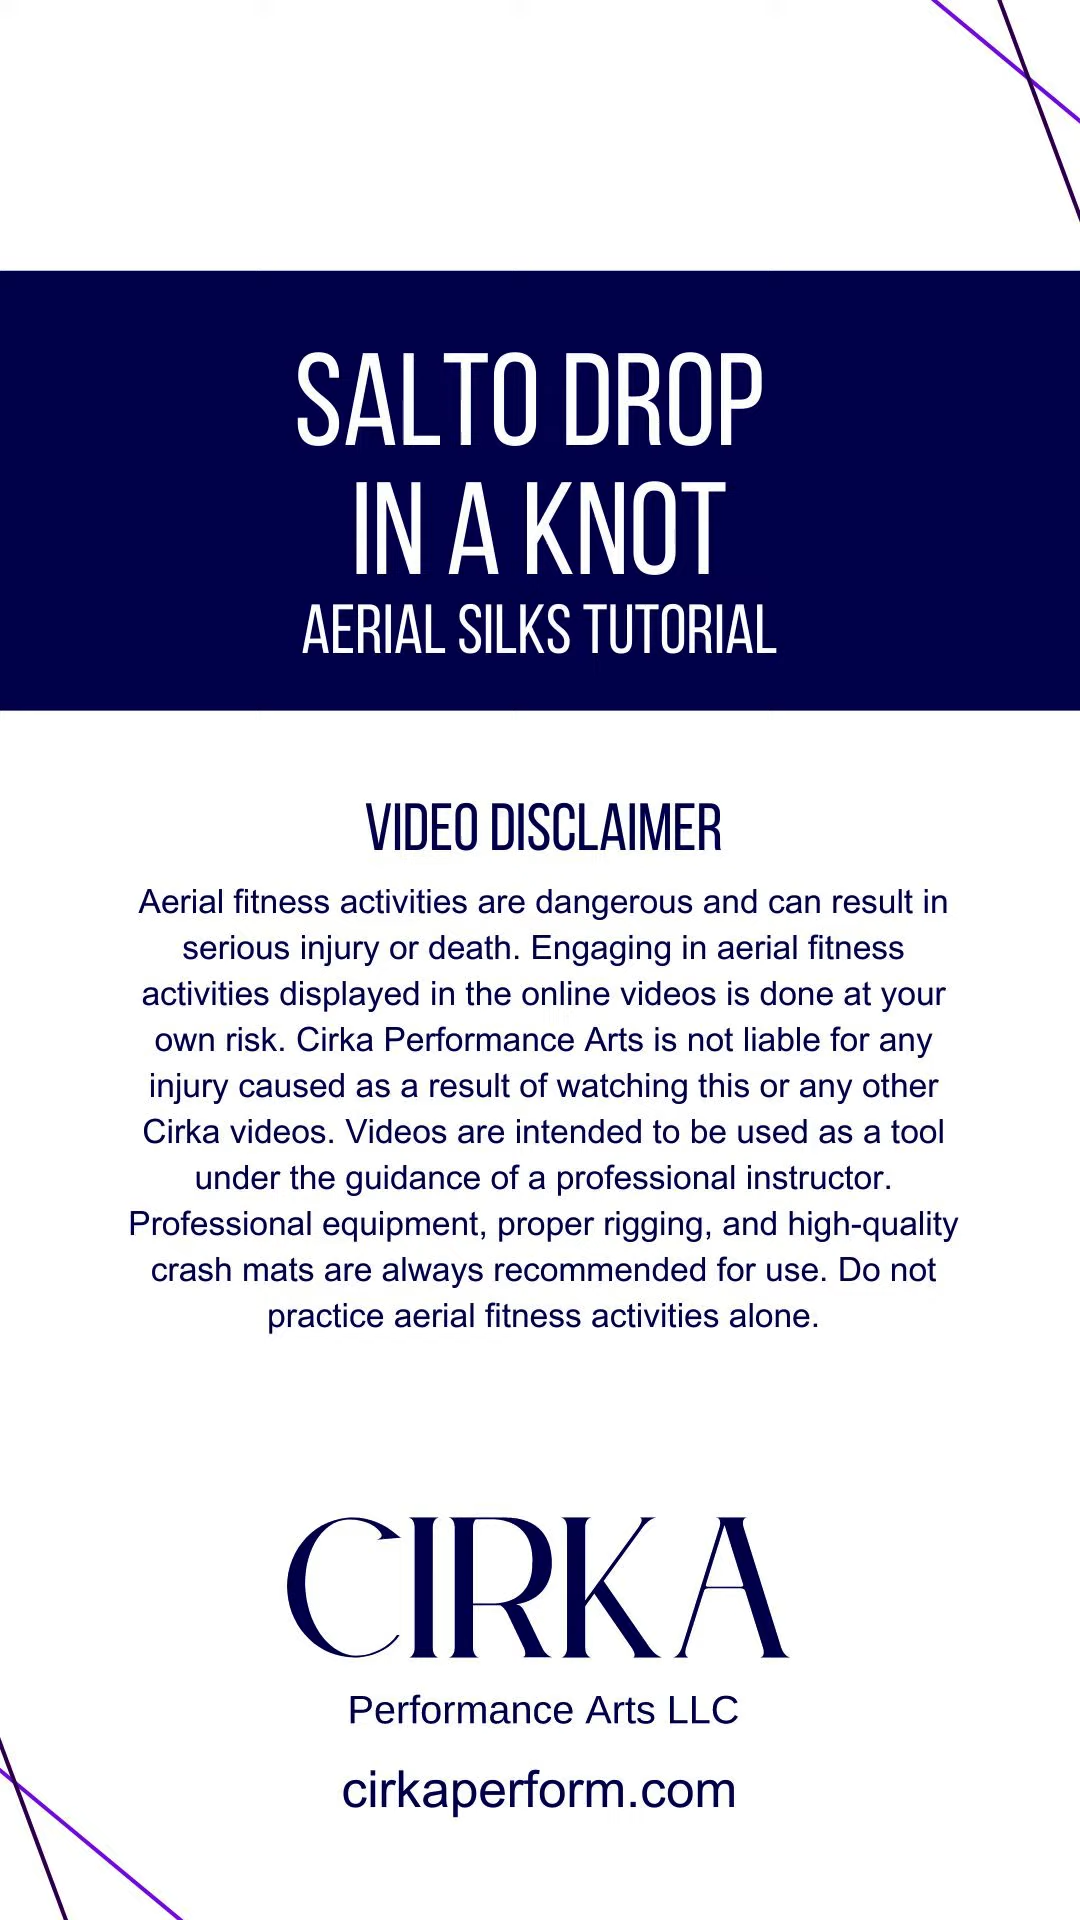 SALTO DROP
IN A KNOT
AERIAL SILKS TUTORIAL
VIDEO DISCLAIMER
Aerial fitness activities are dangerous and can result in
serious injury or death. Engaging in aerial fitness
activities displayed in the online videos is done at your
own risk. Cirka Performance Arts is not liable for any
injury caused as a result of watching this or any other
Cirka videos. Videos are intended to be used as a tool
under the guidance of a professional instructor.
Professional equipment, proper rigging, and high-quality
crash mats are always recommended for use. Do not
practice aerial fitness activities alone.
CIRKA
Performance Arts LLC
cirkaperform.com